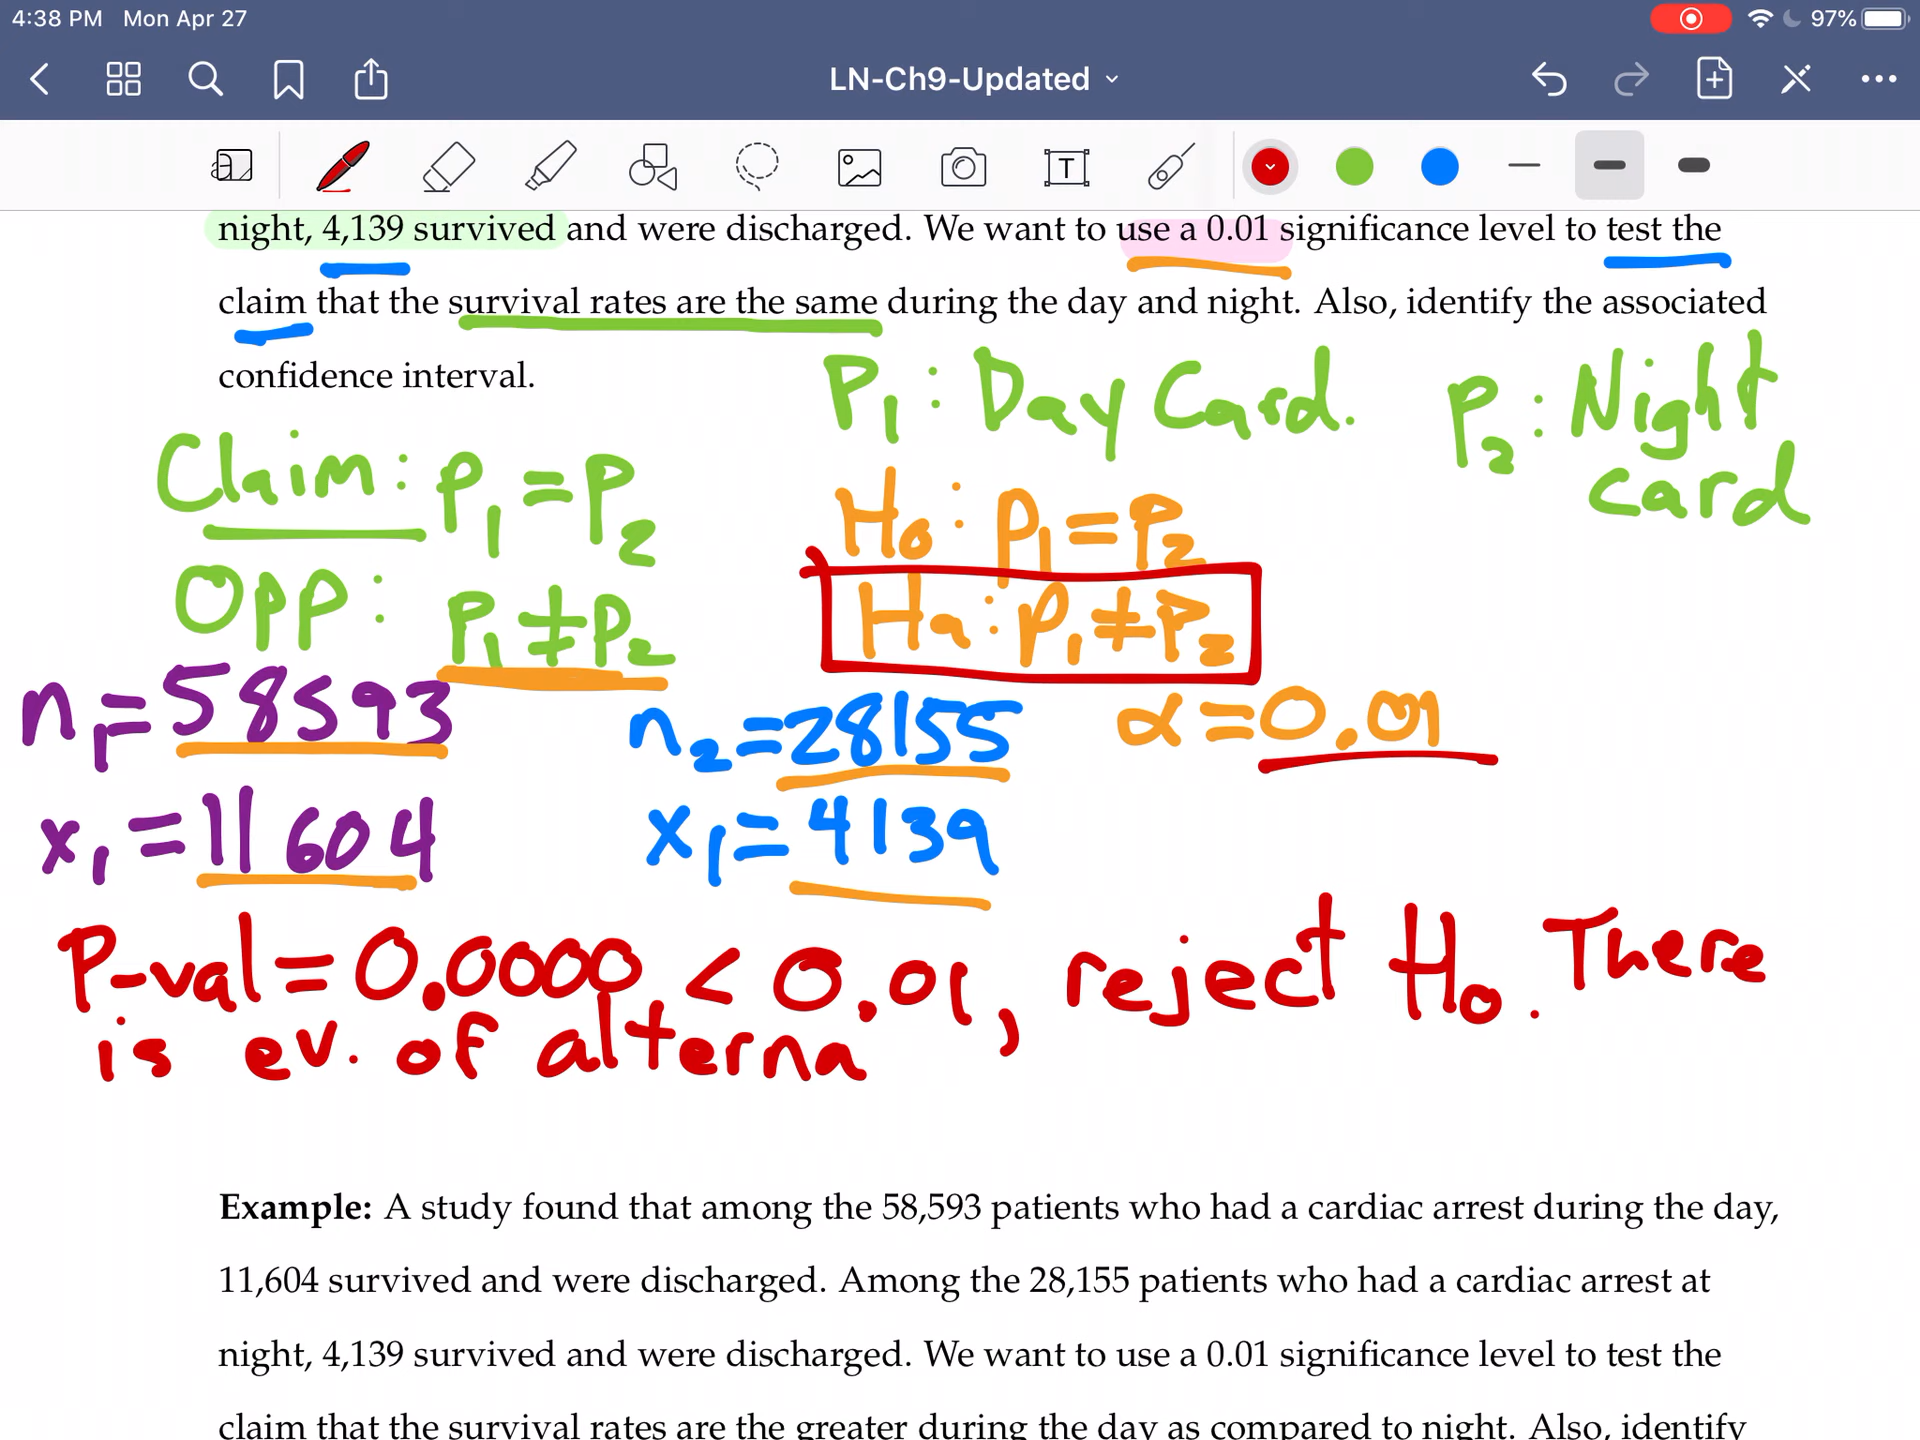 4:38 PM Mon Apr 27
97%
LN-Ch9-Updated
a
T
night, 4,139 survived and were discharged. We want to use a 0.01 significance level to test the
claim that the survival rates are the same during the day and night. Also, identify the associated
confidence interval.
P₁ : Day Card. P₂ : Night
card
Claim: P₁ = P₂
Opp: P₁ ≠ P₂
Ho: P₁ = P₂
Ha: P₁ ≠ P₂
n₁ = 58593 n₂ = 28155 α = 0.01
x₁ = 11604 x₁ = 4139
P-val = 0.0000 < 0.01, reject Ho. There
is ev. of alterna
Example: A study found that among the 58,593 patients who had a cardiac arrest during the day,
11,604 survived and were discharged. Among the 28,155 patients who had a cardiac arrest at
night, 4,139 survived and were discharged. We want to use a 0.01 significance level to test the
claim that the survival rates are the greater during the day as compared to night. Also, identify